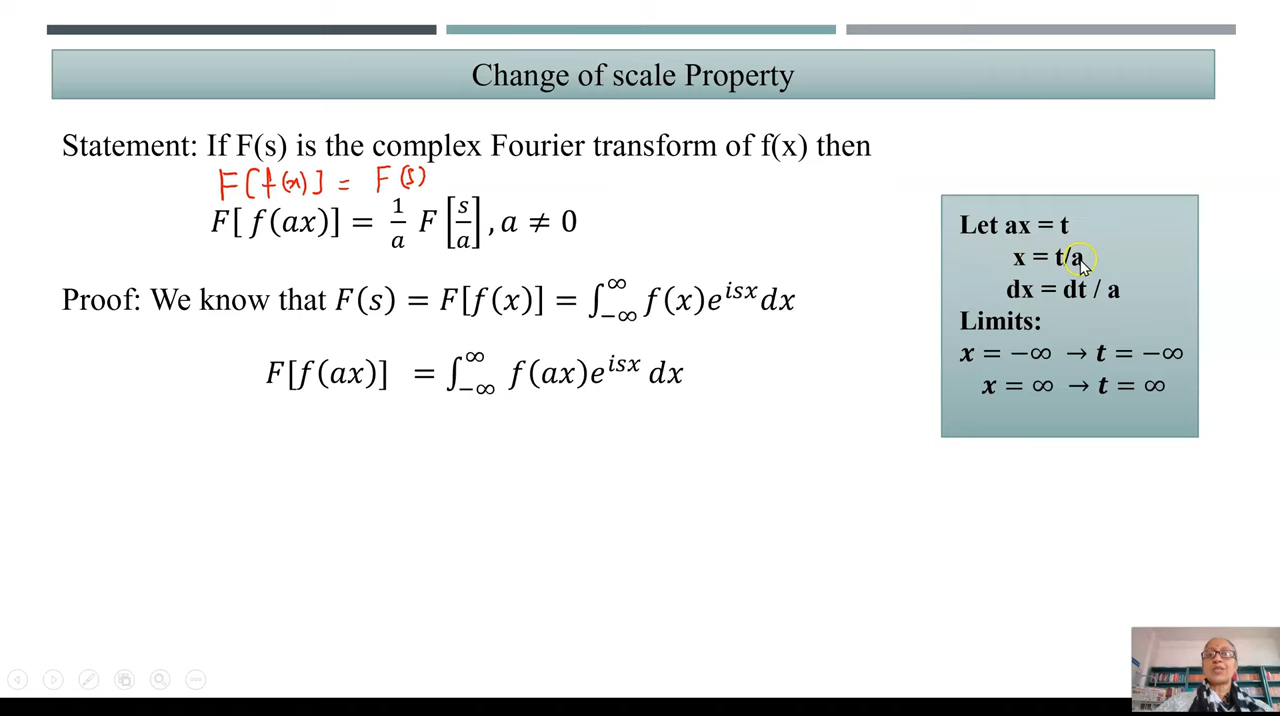 Change of scale Property
Statement: If F(s) is the complex Fourier transform of f(x) then
F[f(x)] = F(s)
F[ f(ax)] = 1/a F[s/a], a ≠ 0
Proof: We know that F(s) = F[f(x)] = ∫_{-∞}^{∞} f(x)e^{isx}dx
F[f(ax)] = ∫_{-∞}^{∞} f(ax)e^{isx} dx
Let ax = t
x = t/a
dx = dt / a
Limits:
x = −∞ → t = −∞
x = ∞ → t = ∞